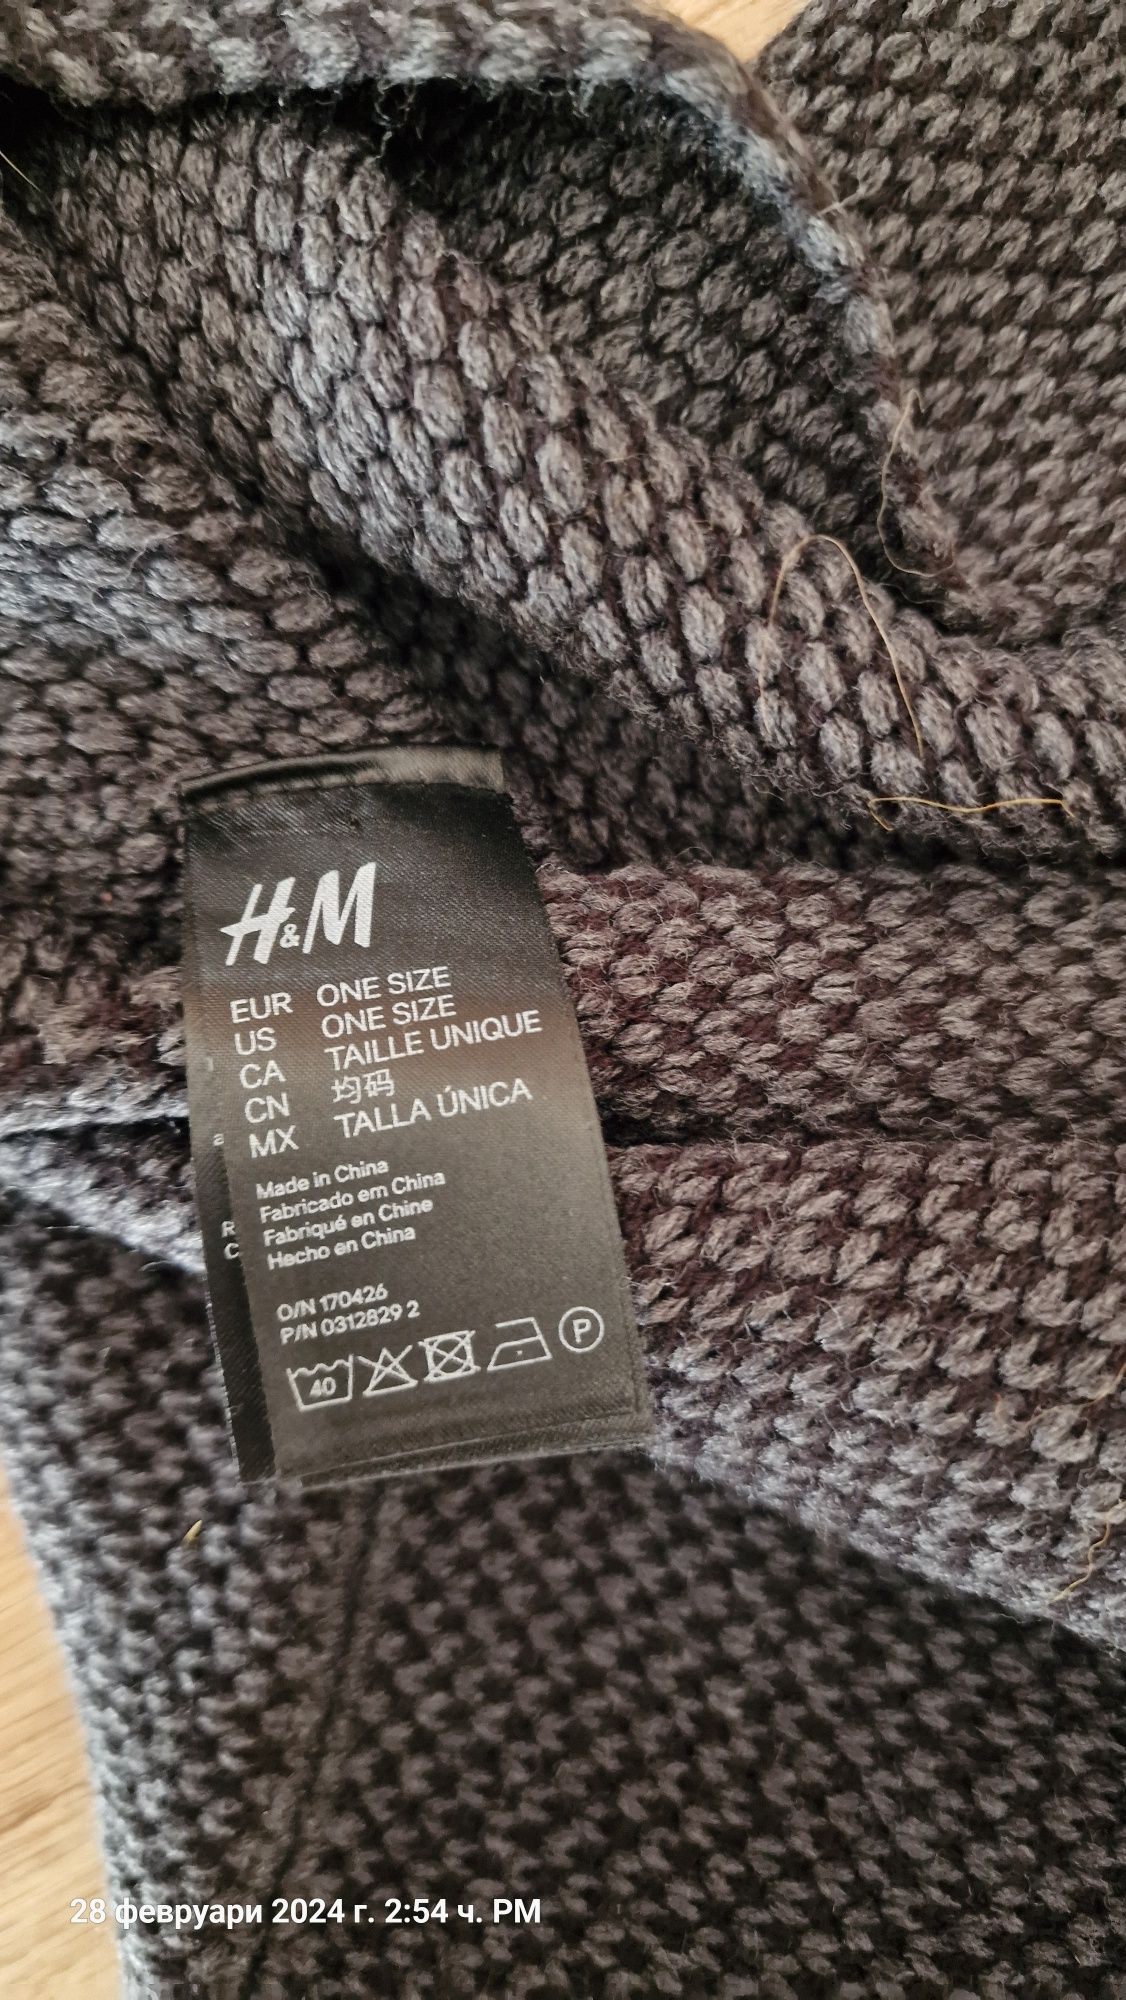 H&M
EUR ONE SIZE
US ONE SIZE
CA TAILLE UNIQUE
CN 均码
MX TALLA ÚNICA
Made in China
Fabricado em China
Fabriqué en Chine
Hecho en China
O/N 170426
P/N 0312829 2
40
P
28 февруари 2024 г. 2:54 ч. PM